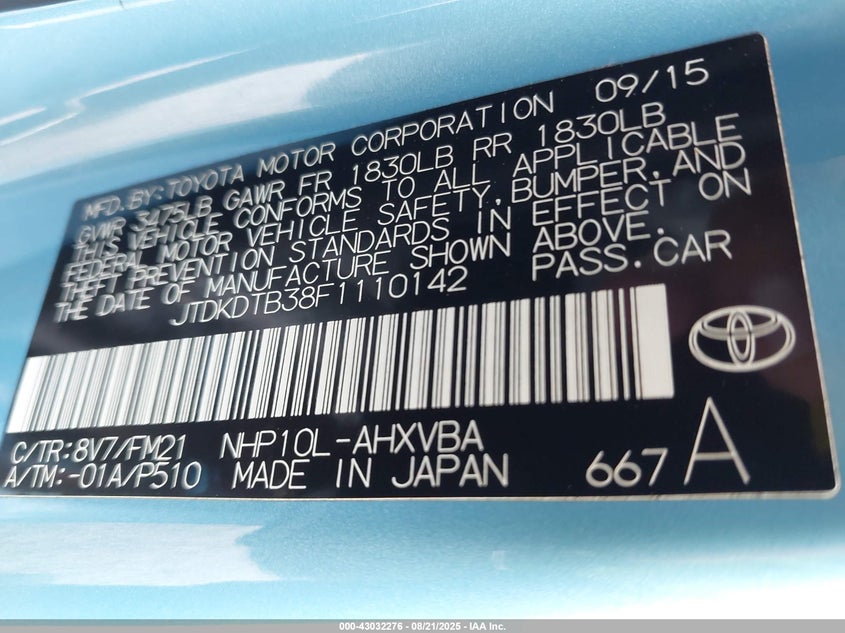 MFD. BY: TOYOTA MOTOR CORPORATION 09/15
GVWR 3475LB GAWR FR 1830LB RR 1830LB
THIS VEHICLE CONFORMS TO ALL APPLICABLE
FEDERAL MOTOR VEHICLE SAFETY, BUMPER, AND
THEFT PREVENTION STANDARDS IN EFFECT ON
THE DATE OF MANUFACTURE SHOWN ABOVE.
JTDKDTB38F1110142 PASS. CAR
C/TR: 8V7/FM21 NHP10L-AHXVBA
A/TM: -01A/P510 MADE IN JAPAN 667 A
000-43032276 - 08/21/2025 - IAA Inc.